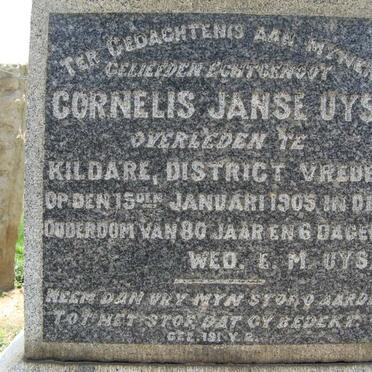 TER GEDACHTENIS AAN MYNEN
GELIEFDEN ECHTGENOOT
CORNELIS JANSE UYS
OVERLEDEN TE
KILDARE, DISTRICT VREDE
OP DEN 15DEN JANUARI 1905 IN DE
OUDERDOM VAN 80 JAAR EN 6 DAGE
WED. E. M. UYS
NEEM DAN VRY MYN STOF, O AARDE
TOT HET STOF DAT GY BEDEKT.
GEZ. 191 V. 2.